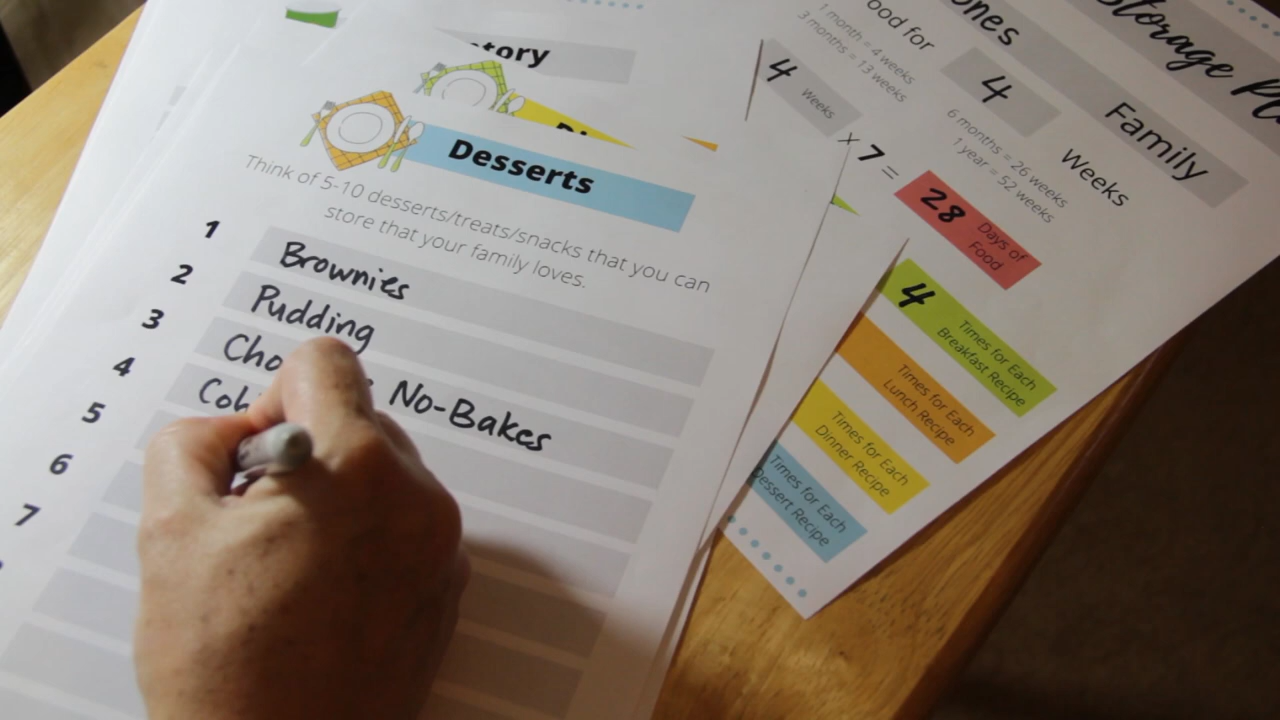 Desserts
Think of 5-10 desserts/treats/snacks that you can
store that your family loves.
1 Brownies
2 Pudding
3 No-Bakes
4
5
6
7
Storage
Family
ood for 4 Weeks
1 month = 4 weeks
3 months = 13 weeks
6 months = 26 weeks
1 year = 52 weeks
4 Weeks x 7 = 28 Days of
Food
4 Times for Each
Breakfast Recipe
Times for Each
Lunch Recipe
Times for Each
Dinner Recipe
Times for Each
Dessert Recipe